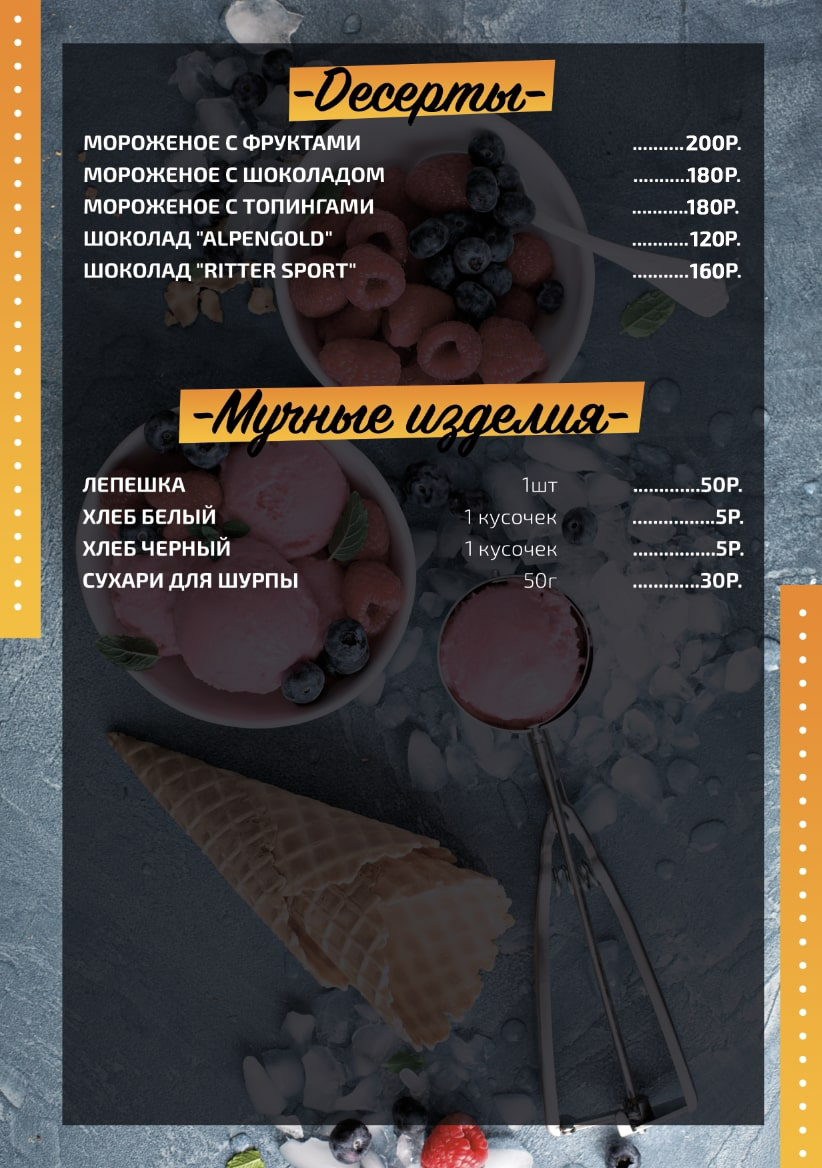 -Десерты-
МОРОЖЕНОЕ С ФРУКТАМИ ..........200Р.
МОРОЖЕНОЕ С ШОКОЛАДОМ ...........180Р.
МОРОЖЕНОЕ С ТОПИНГАМИ ...........180Р.
ШОКОЛАД "ALPENGOLD" ...........120Р.
ШОКОЛАД "RITTER SPORT" ...........160Р.
-Мучные изделия-
ЛЕПЕШКА 1шт .............50Р.
ХЛЕБ БЕЛЫЙ 1 кусочек ................5Р.
ХЛЕБ ЧЕРНЫЙ 1 кусочек ................5Р.
СУХАРИ ДЛЯ ШУРПЫ 50г .............30Р.